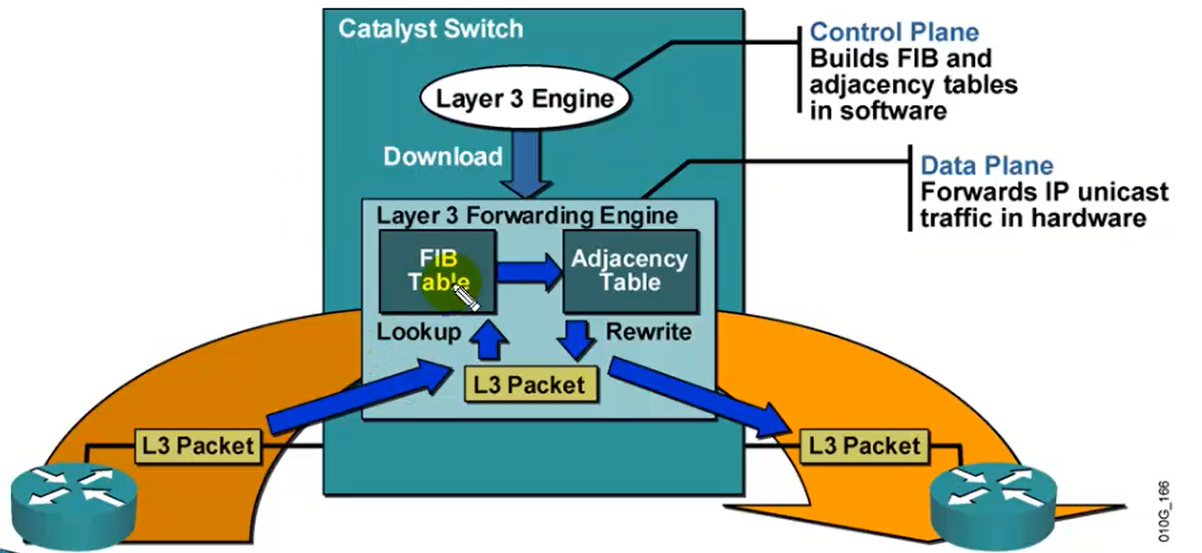 Catalyst Switch
Layer 3 Engine
Download
Control Plane
Builds FIB and
adjacency tables
in software
Data Plane
Forwards IP unicast
traffic in hardware
Layer 3 Forwarding Engine
FIB
Table
Adjacency
Table
Lookup
Rewrite
L3 Packet
L3 Packet
L3 Packet
010G_166